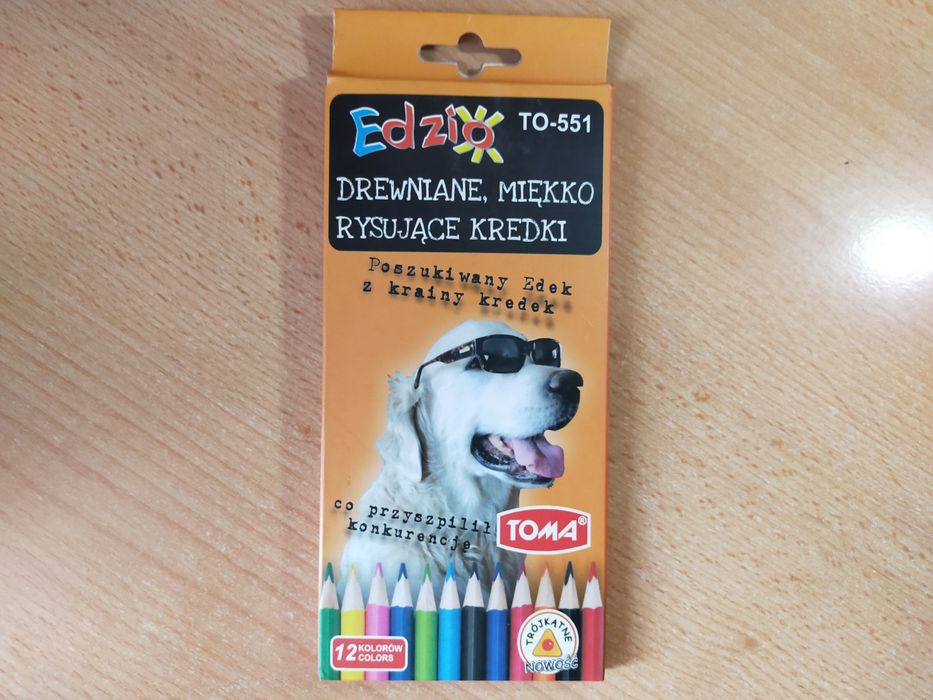 Edzio TO-551
DREWNIANE, MIĘKKO
RYSUJĄCE KREDKI
Poszukiwany Edek
z krainy kredek
co przyszpilił
konkurencję
TOMA®
12 KOLORÓW
COLORS
TRÓJKĄTNE
NOWOŚĆ